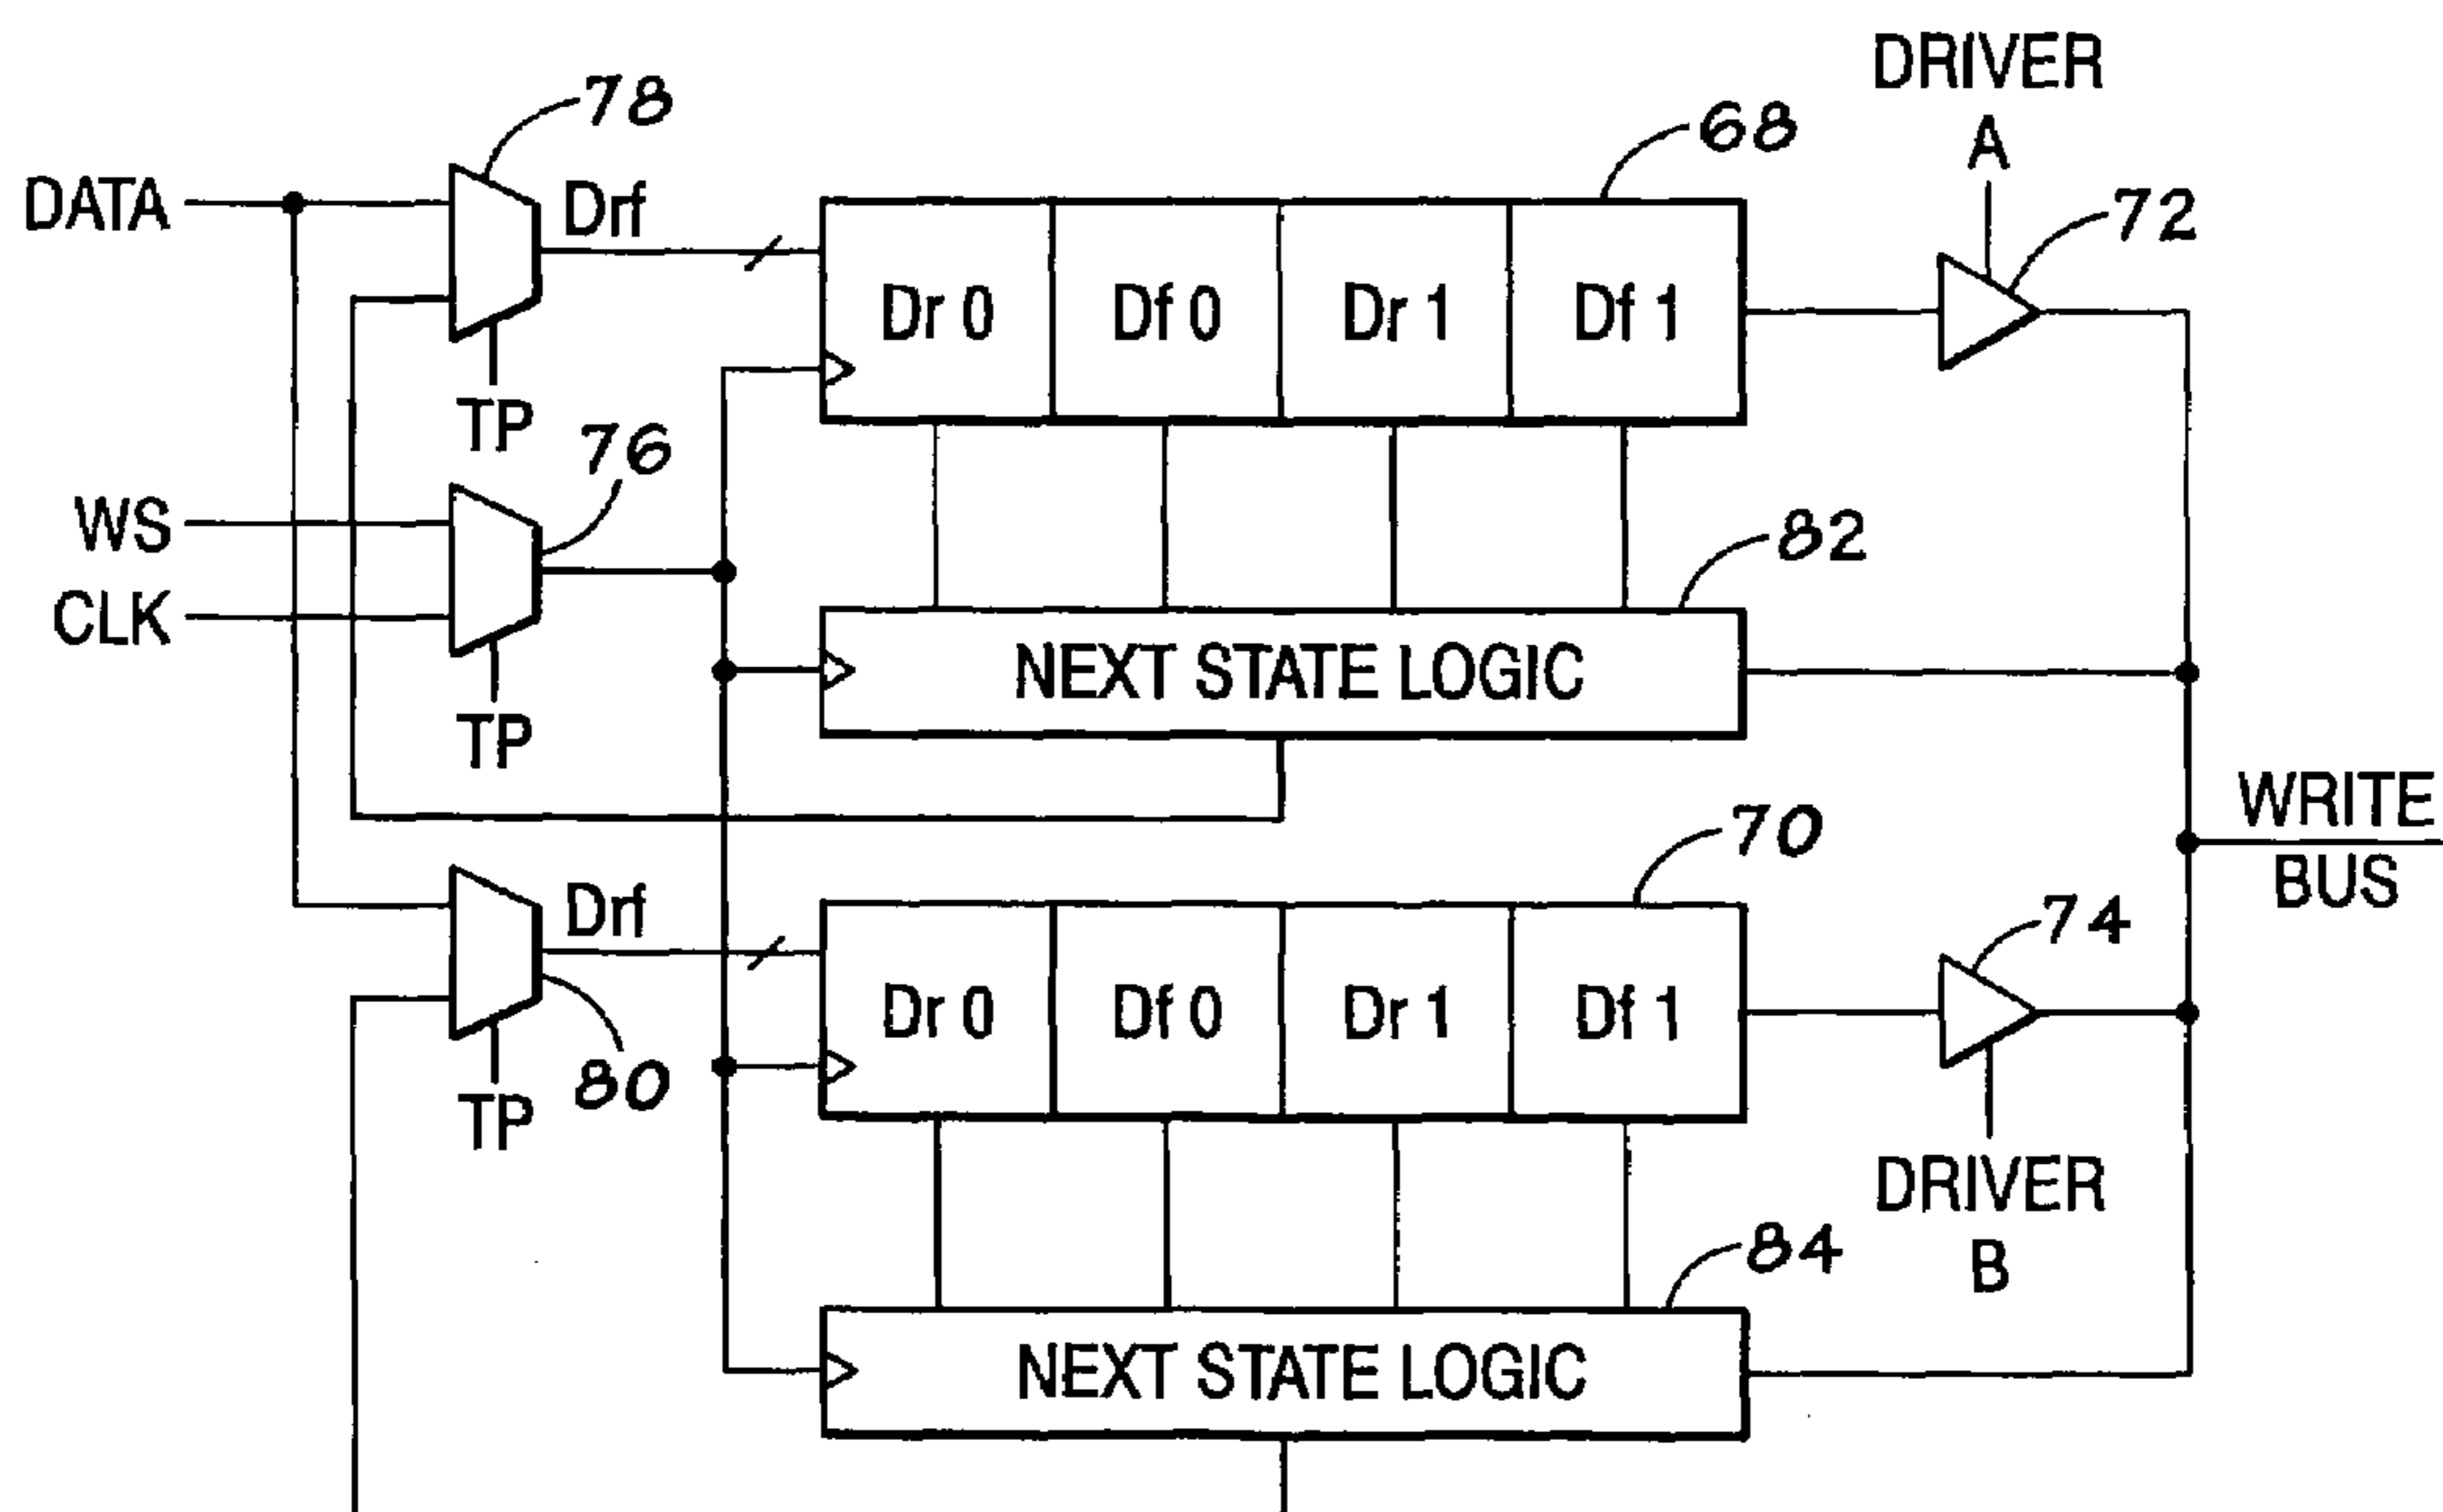 DRIVER
A
78
68
72
DATA
Drf
Dr 0
Df 0
Dr 1
Df 1
TP
76
WS
CLK
82
NEXT STATE LOGIC
TP
WRITE
BUS
70
74
Drf
Dr 0
Df 0
Dr 1
Df 1
80
TP
DRIVER
B
84
NEXT STATE LOGIC